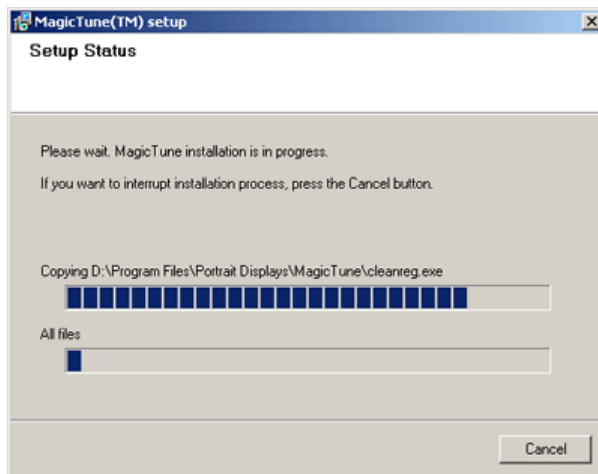 MagicTune(TM) setup
Setup Status
Please wait. MagicTune installation is in progress.
If you want to interrupt installation process, press the Cancel button.
Copying D:\Program Files\Portrait Displays\MagicTune\cleanreg.exe
All files
Cancel